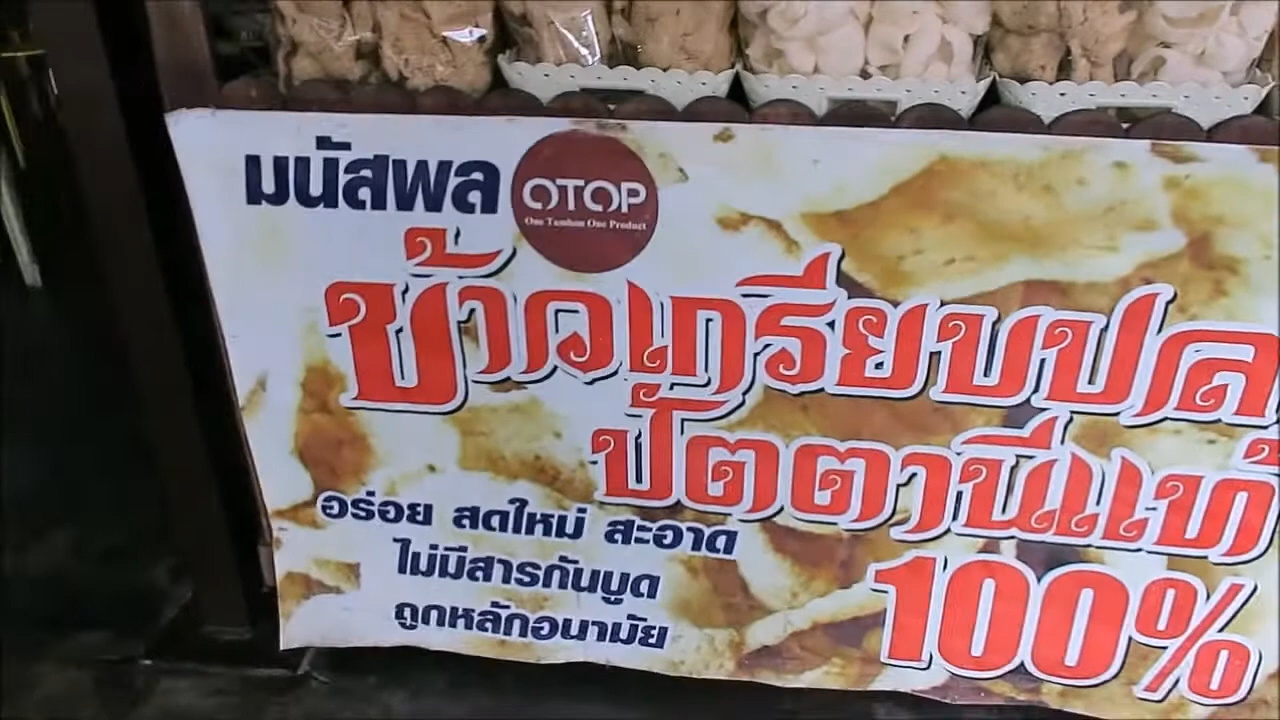 มนัสพล
OTOP
One Tambon One Product
ข้าวเกรียบปล
ปัตตานีแท้
100%
อร่อย สดใหม่ สะอาด
ไม่มีสารกันบูด
ถูกหลักอนามัย